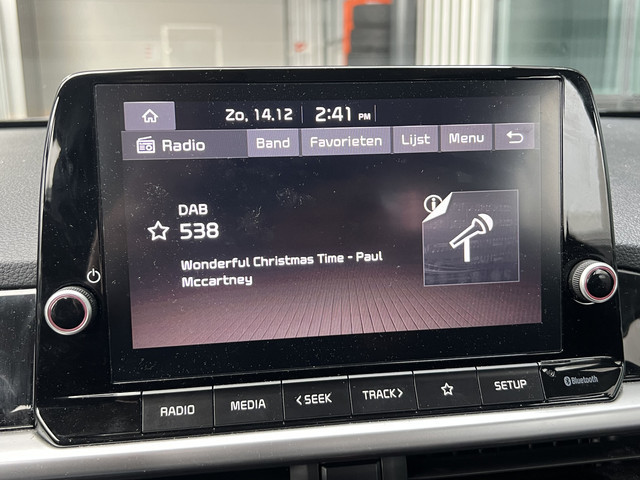 Zo, 14.12 2:41 PM
Radio Band Favorieten Lijst Menu
DAB
538
Wonderful Christmas Time - Paul
Mccartney
RADIO MEDIA <SEEK TRACK> SETUP Bluetooth